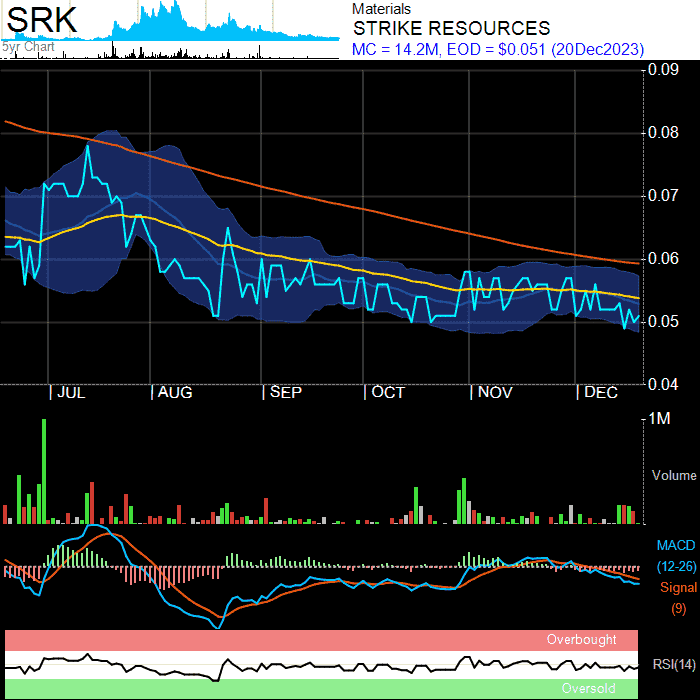 SRK
5yr Chart
Materials
STRIKE RESOURCES
MC = 14.2M, EOD = $0.051 (20Dec2023)
0.09
0.08
0.07
0.06
0.05
0.04
| JUL | AUG | SEP | OCT | NOV | DEC
1M
Volume
MACD
(12-26)
Signal
(9)
Overbought
RSI(14)
Oversold